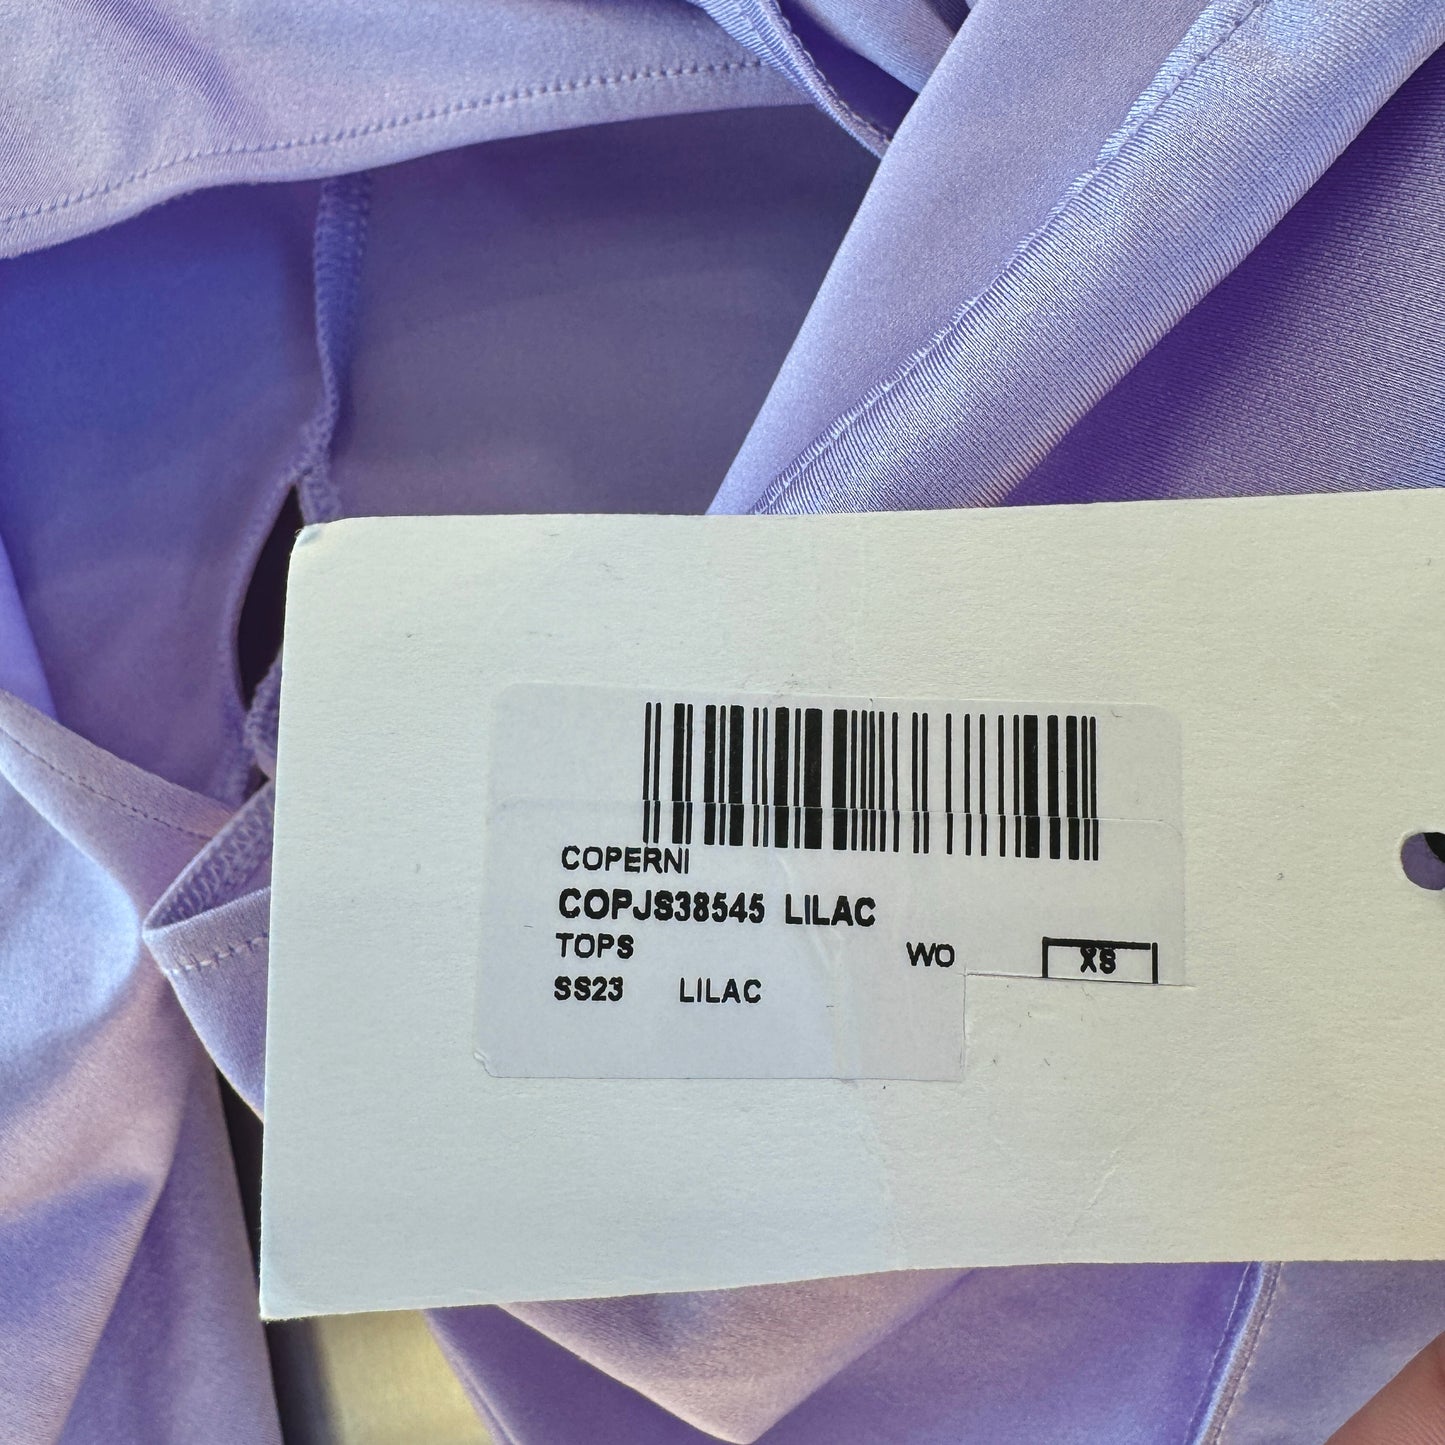 COPERNI
COPJS38545 LILAC
TOPS WO XS
SS23 LILAC